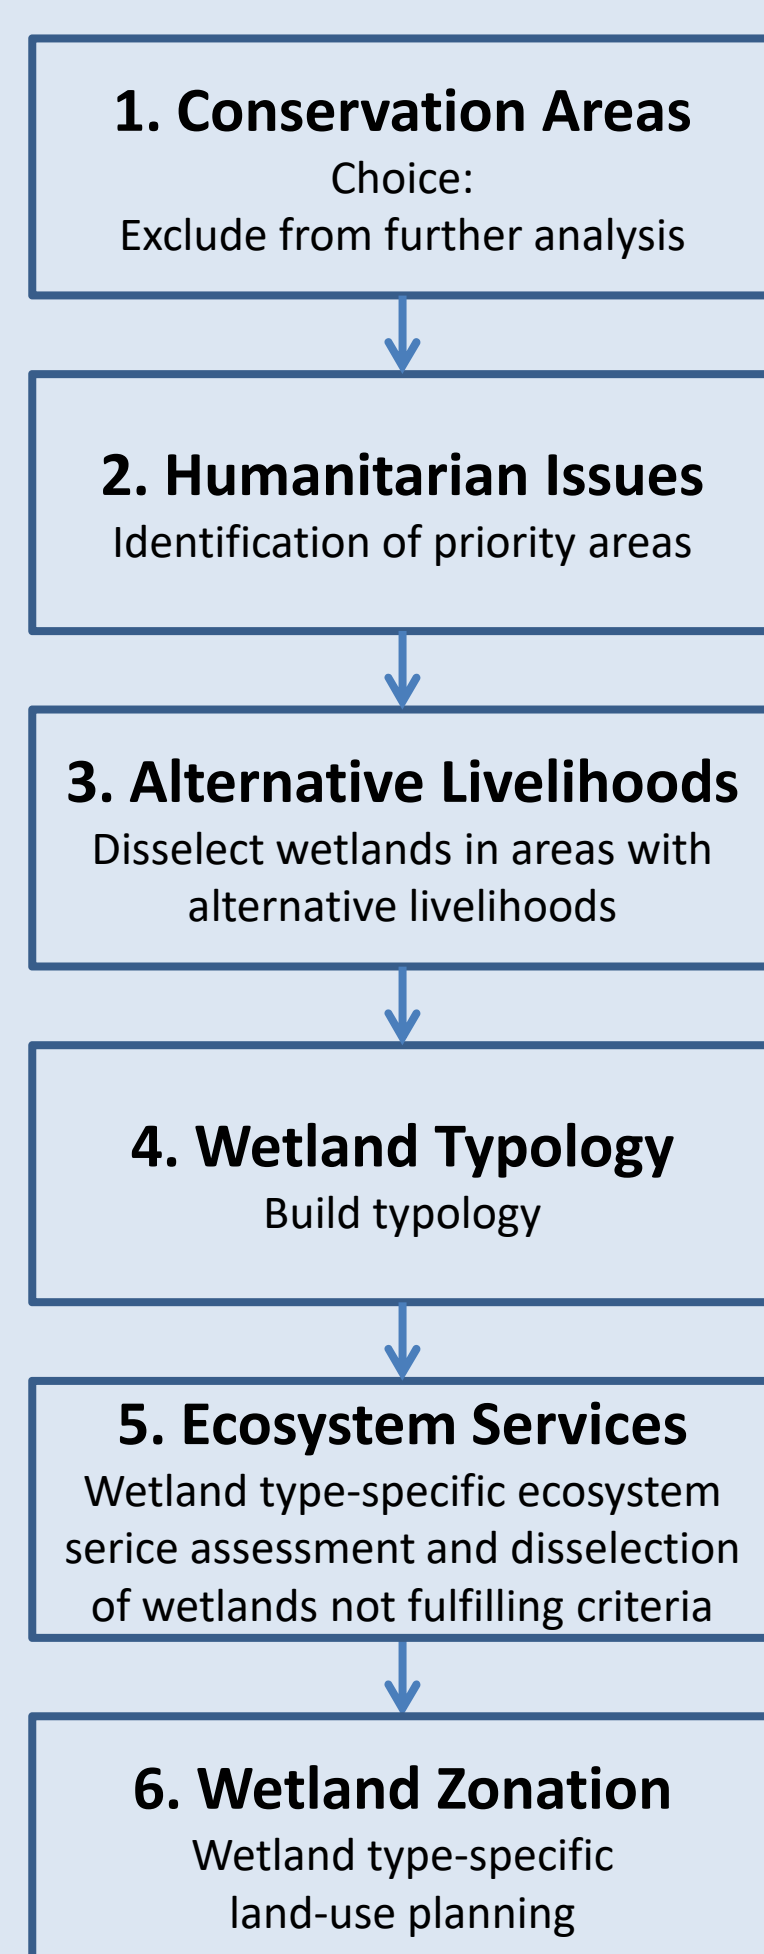 1. Conservation Areas
Choice:
Exclude from further analysis
2. Humanitarian Issues
Identification of priority areas
3. Alternative Livelihoods
Disselect wetlands in areas with
alternative livelihoods
4. Wetland Typology
Build typology
5. Ecosystem Services
Wetland type-specific ecosystem
serice assessment and disselection
of wetlands not fulfilling criteria
6. Wetland Zonation
Wetland type-specific
land-use planning